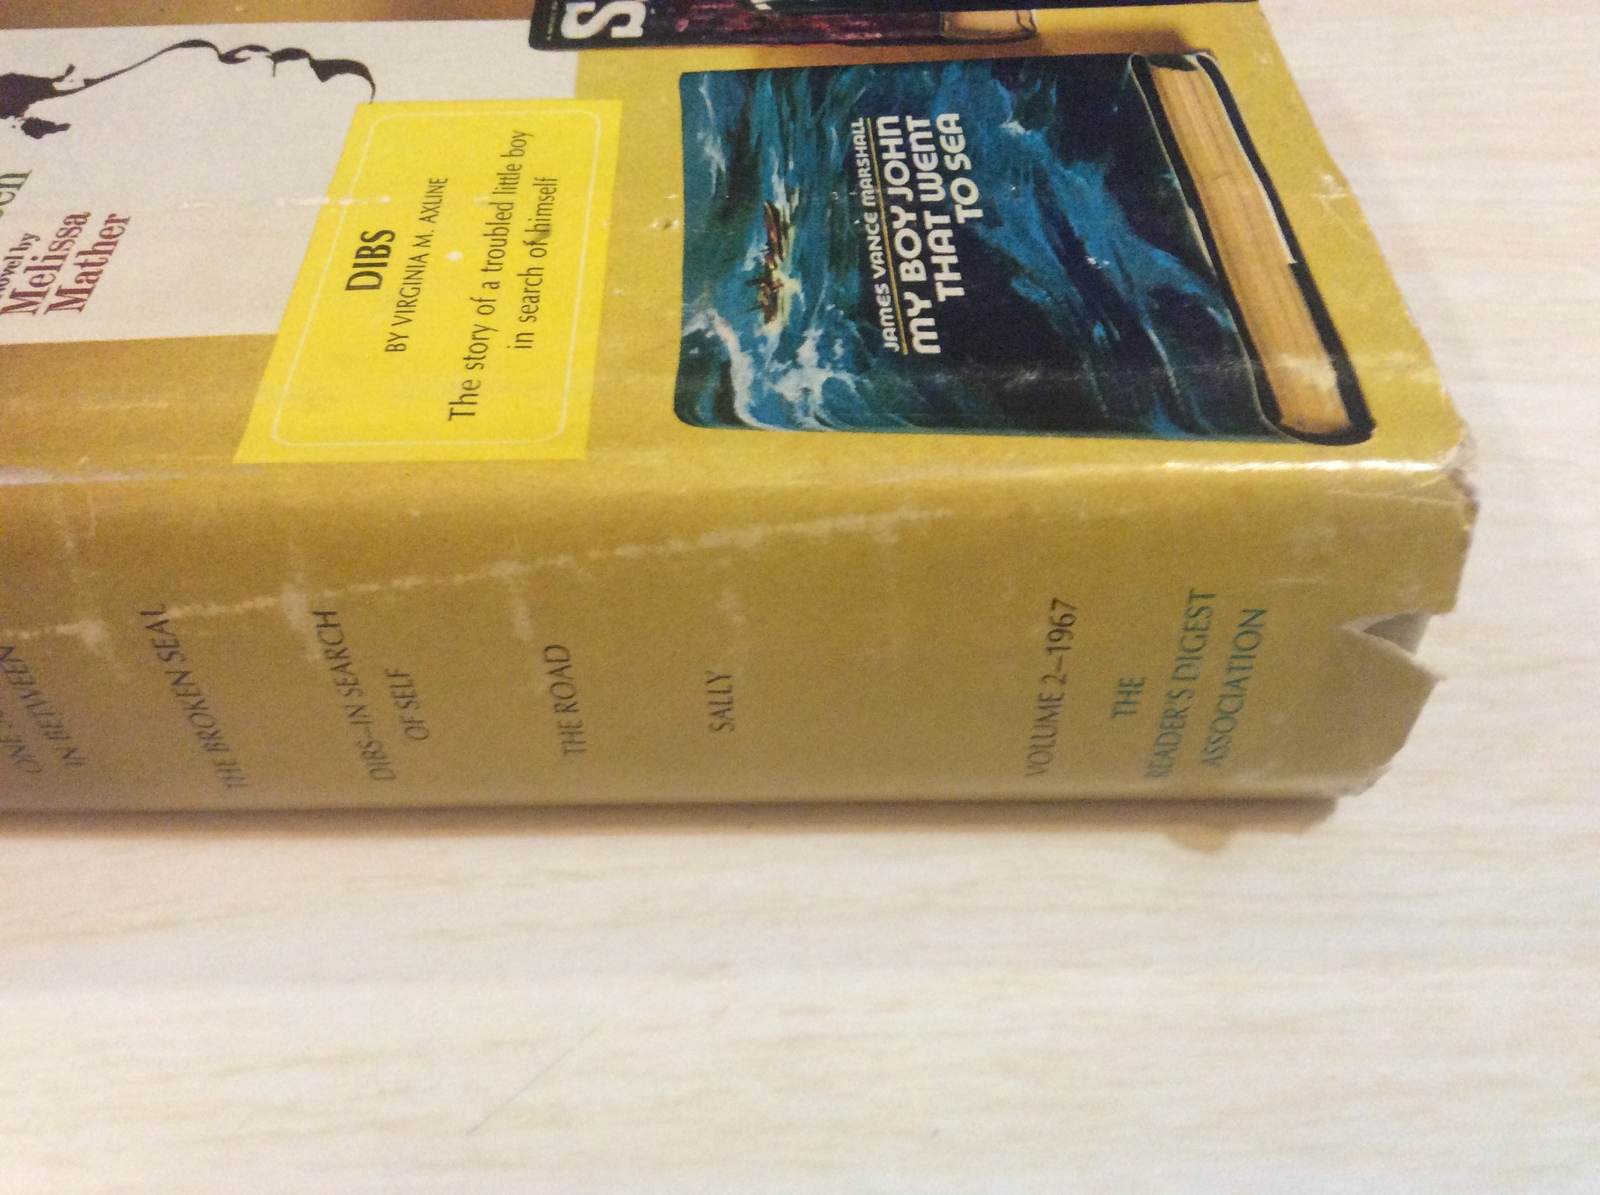 novel by
Melissa
Mather
DIBS
BY VIRGINIA M. AXLINE
The story of a troubled little boy
in search of himself
JAMES VANCE MARSHALL
MY BOY JOHN
THAT WENT
TO SEA
IN BETWEEN
THE BROKEN SEAL
DIBS—IN SEARCH
OF SELF
THE ROAD
SALLY
VOLUME 2—1967
THE
READER'S DIGEST
ASSOCIATION